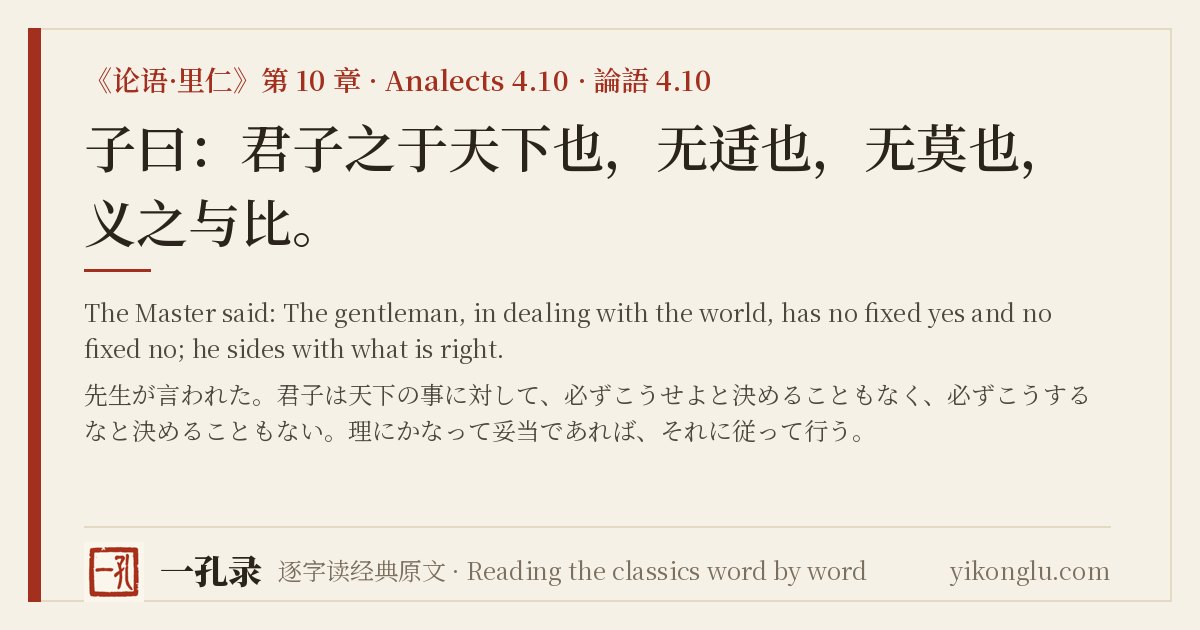 《论语·里仁》第 10 章 · Analects 4.10 · 論語 4.10
子曰：君子之于天下也，无适也，无莫也，
义之与比。
The Master said: The gentleman, in dealing with the world, has no fixed yes and no
fixed no; he sides with what is right.
先生が言われた。君子は天下の事に対して、必ずこうせよと決めることもなく、必ずこうする
なと決めることもない。理にかなって妥当であれば、それに従って行う。
一孔 一孔录 逐字读经典原文 · Reading the classics word by word yikonglu.com